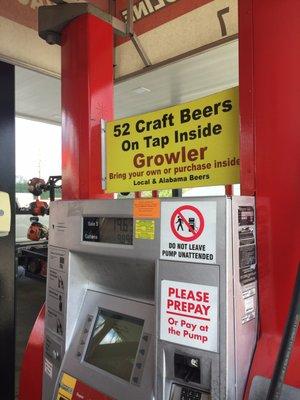 52 Craft Beers
On Tap Inside
Growler
Bring your own or purchase inside
Local & Alabama Beers
DO NOT LEAVE
PUMP UNATTENDED
PLEASE
PREPAY
Or Pay at
the Pump